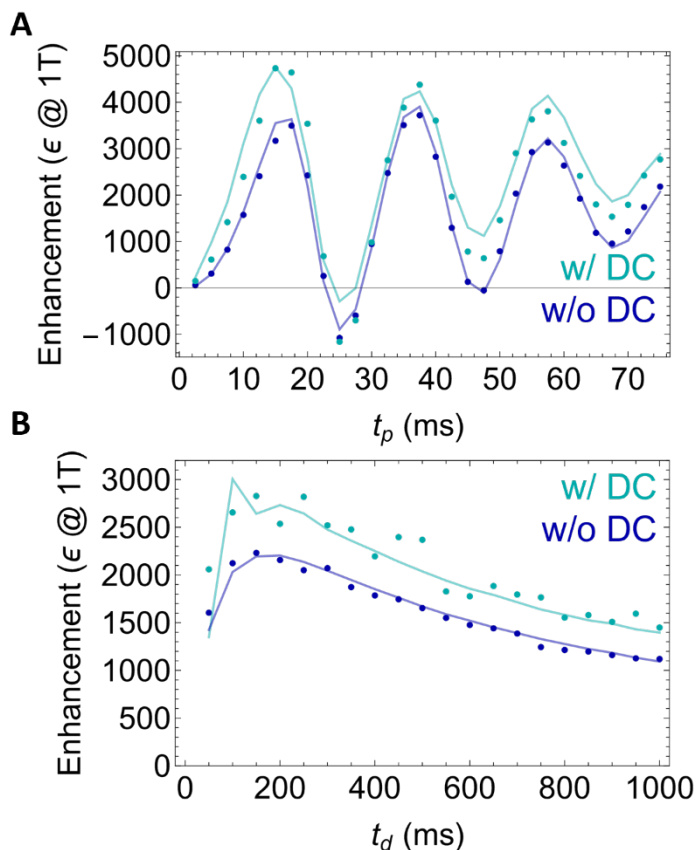 A
Enhancement (ϵ @ 1T)
5000
4000
3000
2000
1000
0
−1000
w/ DC
w/o DC
0 10 20 30 40 50 60 70
t_p (ms)
B
Enhancement (ϵ @ 1T)
3000
2500
2000
1500
1000
500
0
w/ DC
w/o DC
0 200 400 600 800 1000
t_d (ms)